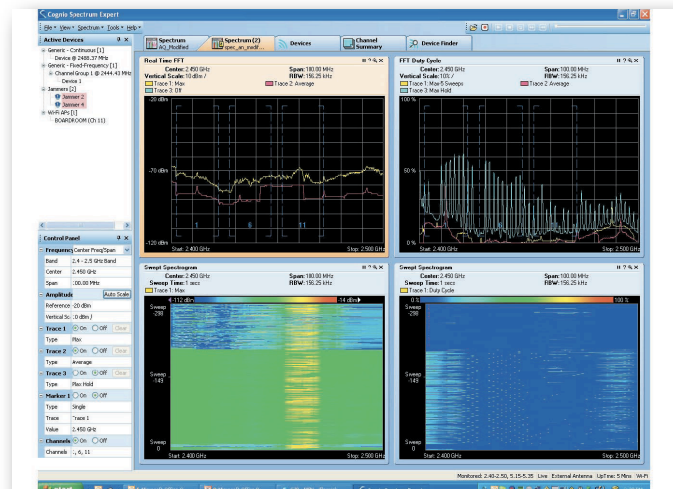 Cognio Spectrum Expert
File View Spectrum Tools Help
Active Devices
Generic - Continuous [1]
Device @ 2488.37 MHz
Generic - Fixed-Frequency [1]
Channel Group 1 @ 2444.43 MHz
Device 1
Jammers [2]
Jammer 2
Jammer 4
Wi-Fi APs [1]
BOARDROOM (Ch 11)
Spectrum
AQ_Modified
Spectrum (2)
spec_an_modif...
Devices
Channel
Summary
Device Finder
Real Time FFT
Center: 2.450 GHz Span: 100.00 MHz
Vertical Scale: 10 dBm / RBW: 156.25 kHz
Trace 1: Max Trace 2: Average
Trace 3: Off
-20 dBm
-70 dBm
-120 dBm
1 6 11
Start: 2.400 GHz Stop: 2.500 GHz
FFT Duty Cycle
Center: 2.450 GHz Span: 100.00 MHz
Vertical Scale: 10% / RBW: 156.25 kHz
Trace 1: Max-5 Sweeps Trace 2: Average
Trace 3: Max Hold
100 %
50 %
0 %
Start: 2.400 GHz Stop: 2.500 GHz
Control Panel
Frequency Center Freq/Span
Band 2.4 - 2.5 GHz Band
Center 2.450 GHz
Span 100.00 MHz
Amplitude Auto Scale
Reference -20 dBm
Vertical Sc 10 dBm /
Trace 1 On Off Clear
Type Max
Trace 2 On Off Clear
Type Average
Trace 3 On Off Clear
Type Max Hold
Marker 1 On Off
Type Single
Trace Trace 1
Value 2.450 GHz
Channels On Off
Channels 1, 6, 11
Swept Spectrogram
Center: 2.450 GHz Span: 100.00 MHz
Sweep Time: 1 secs RBW: 156.25 kHz
Trace 1: Max
-112 dBm -14 dBm
Sweep
-298
Sweep
-149
Sweep
0
Start: 2.400 GHz Stop: 2.500 GHz
Swept Spectrogram
Center: 2.450 GHz Span: 100.00 MHz
Sweep Time: 1 secs RBW: 156.25 kHz
Trace 1: Duty Cycle
0 % 100 %
Sweep
-298
Sweep
-149
Sweep
0
Start: 2.400 GHz Stop: 2.500 GHz
Monitored: 2.40-2.50, 5.15-5.35 Live External Antenna UpTime: 5 Mins Wi-Fi